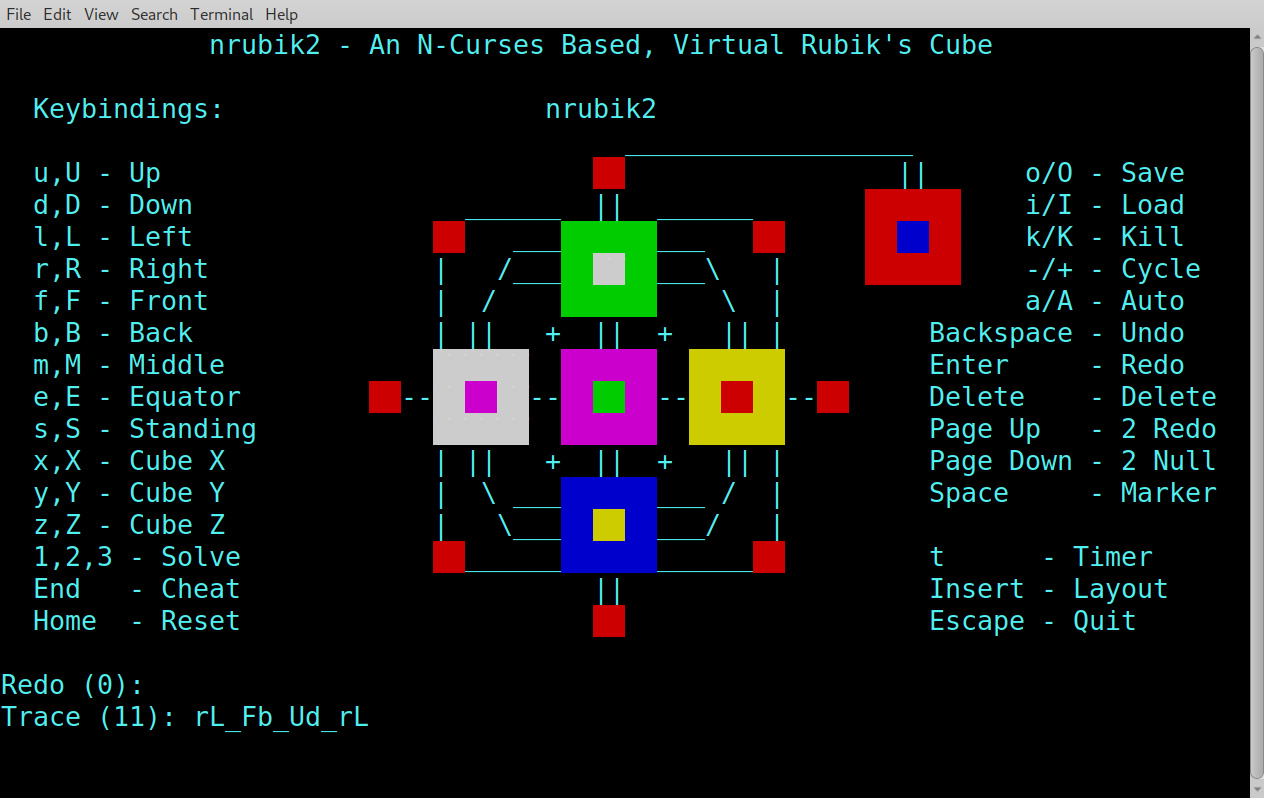 File Edit View Search Terminal Help
nrubik2 - An N-Curses Based, Virtual Rubik's Cube
Keybindings: nrubik2
u,U - Up o/O - Save
d,D - Down i/I - Load
l,L - Left k/K - Kill
r,R - Right -/+ - Cycle
f,F - Front a/A - Auto
b,B - Back Backspace - Undo
m,M - Middle Enter - Redo
e,E - Equator Delete - Delete
s,S - Standing Page Up - 2 Redo
x,X - Cube X Page Down - 2 Null
y,Y - Cube Y Space - Marker
z,Z - Cube Z
1,2,3 - Solve t - Timer
End - Cheat Insert - Layout
Home - Reset Escape - Quit
Redo (0):
Trace (11): rL_Fb_Ud_rL